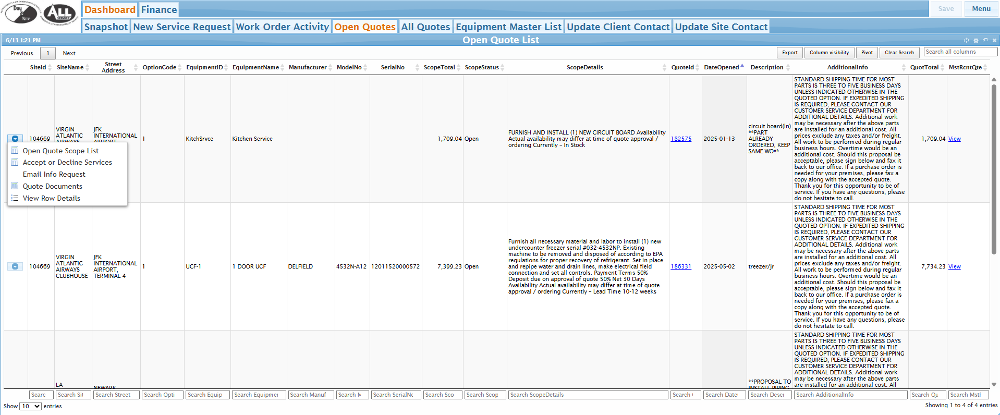 Day & Nite
ALL SERVICE
Dashboard Finance
Save Menu
Snapshot New Service Request Work Order Activity Open Quotes All Quotes Equipment Master List Update Client Contact Update Site Contact
6/13 1:21 PM
Open Quote List
Previous 1 Next
Export Column visibility Pivot Clear Search Search all columns
SiteId SiteName Street Address OptionCode EquipmentID EquipmentName Manufacturer ModelNo SerialNo ScopeTotal ScopeStatus ScopeDetails QuoteId DateOpened Description AdditionalInfo QuotTotal MstRcntQte
104669
VIRGIN
ATLANTIC
AIRWAYS
JFK
INTERNATIONAL
AIRPORT
1
KitchSrvce
Kitchen Service
1,709.04
Open
FURNISH AND INSTALL (1) NEW CIRCUIT BOARD Availability
Actual availability may differ at time of quote approval /
ordering Currently – In Stock
182575
2025-01-13
circuit board(ln)
**PART
ALREADY
ORDERED, KEEP
SAME WO**
STANDARD SHIPPING TIME FOR MOST
PARTS IS THREE TO FIVE BUSINESS DAYS
UNLESS INDICATED OTHERWISE IN THE
QUOTED OPTION. IF EXPEDITED SHIPPING
IS REQUIRED, PLEASE CONTACT OUR
CUSTOMER SERVICE DEPARTMENT FOR
ADDITIONAL DETAILS. Additional work
may be necessary after the above parts
are installed for an additional cost. All
prices exclude any taxes and/or freight.
All work to be performed during regular
business hours. Overtime would be an
additional cost. Should this proposal be
acceptable, please sign below and fax it
back to our office. If a purchase order is
needed for your premises, please fax a
copy along with the accepted quote.
Thank you for this opportunity to be of
service. If you have any questions, please
do not hesitate to call.
1,709.04
View
Open Quote Scope List
Accept or Decline Services
Email Info Request
Quote Documents
View Row Details
104669
VIRGIN
ATLANTIC
AIRWAYS
CLUBHOUSE
JFK
INTERNATIONAL
AIRPORT,
TERMINAL 4
1
UCF-1
1 DOOR UCF
DELFIELD
4532N-A12
12011520000572
7,399.23
Open
Furnish all necessary material and labor to install (1) new
undercounter freezer serial #032-4532NP. Existing
machine to be removed and disposed of according to EPA
regulations for proper recovery of refrigerant. Set in place
and repipe water and drain lines, make electrical field
connection and set all controls. Payment Terms 50%
Deposit due on approval of quote 50% Net 30 Days
Availability Actual availability may differ at time of quote
approval / ordering Currently – Lead Time 10-12 weeks
186331
2025-05-02
treezer/jr
STANDARD SHIPPING TIME FOR MOST
PARTS IS THREE TO FIVE BUSINESS DAYS
UNLESS INDICATED OTHERWISE IN THE
QUOTED OPTION. IF EXPEDITED SHIPPING
IS REQUIRED, PLEASE CONTACT OUR
CUSTOMER SERVICE DEPARTMENT FOR
ADDITIONAL DETAILS. Additional work
may be necessary after the above parts
are installed for an additional cost. All
prices exclude any taxes and/or freight.
All work to be performed during regular
business hours. Overtime would be an
additional cost. Should this proposal be
acceptable, please sign below and fax it
back to our office. If a purchase order is
needed for your premises, please fax a
copy along with the accepted quote.
Thank you for this opportunity to be of
service. If you have any questions, please
do not hesitate to call.
7,734.23
View
LA
NEWARK
**PROPOSAL TO
INSTALL PIPING
STANDARD SHIPPING TIME FOR MOST
PARTS IS THREE TO FIVE BUSINESS DAYS
UNLESS INDICATED OTHERWISE IN THE
QUOTED OPTION. IF EXPEDITED SHIPPING
IS REQUIRED, PLEASE CONTACT OUR
CUSTOMER SERVICE DEPARTMENT FOR
ADDITIONAL DETAILS. Additional work
may be necessary after the above parts
are installed for an additional cost. All
Searc Search Sit Search Street Search Opti Search Equip Search Equipmei Search Manuf Search M Search SerialNo Search Sco Search Scop Search ScopeDetails Search Search Date Search Descr Search AdditionalInfo Search Qu Search MstF
Show 10 entries
Showing 1 to 4 of 4 entries